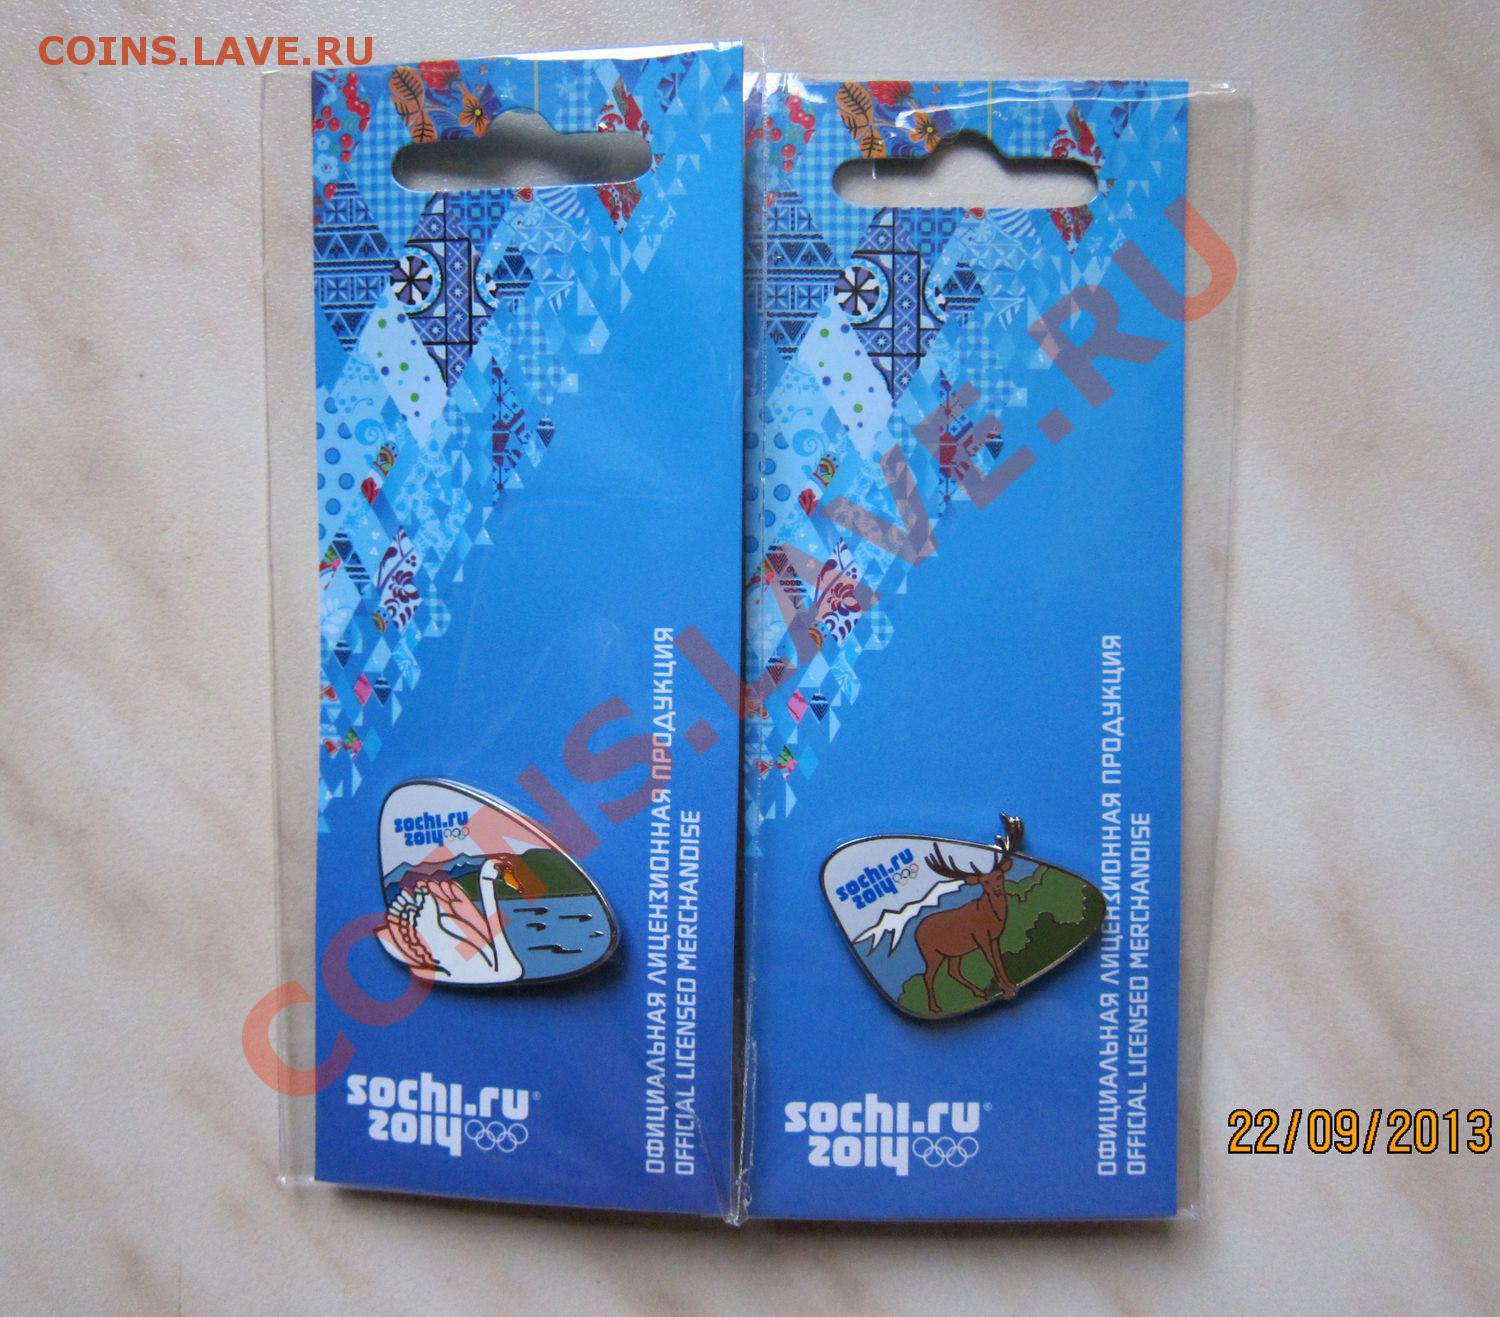 COINS.LAVE.RU
COINS.LAVE.RU
sochi.ru
2014
ОФИЦИАЛЬНАЯ ЛИЦЕНЗИОННАЯ ПРОДУКЦИЯ
OFFICIAL LICENSED MERCHANDISE
sochi.ru®
2014
sochi.ru
2014
ОФИЦИАЛЬНАЯ ЛИЦЕНЗИОННАЯ ПРОДУКЦИЯ
OFFICIAL LICENSED MERCHANDISE
sochi.ru®
2014
22/09/2013